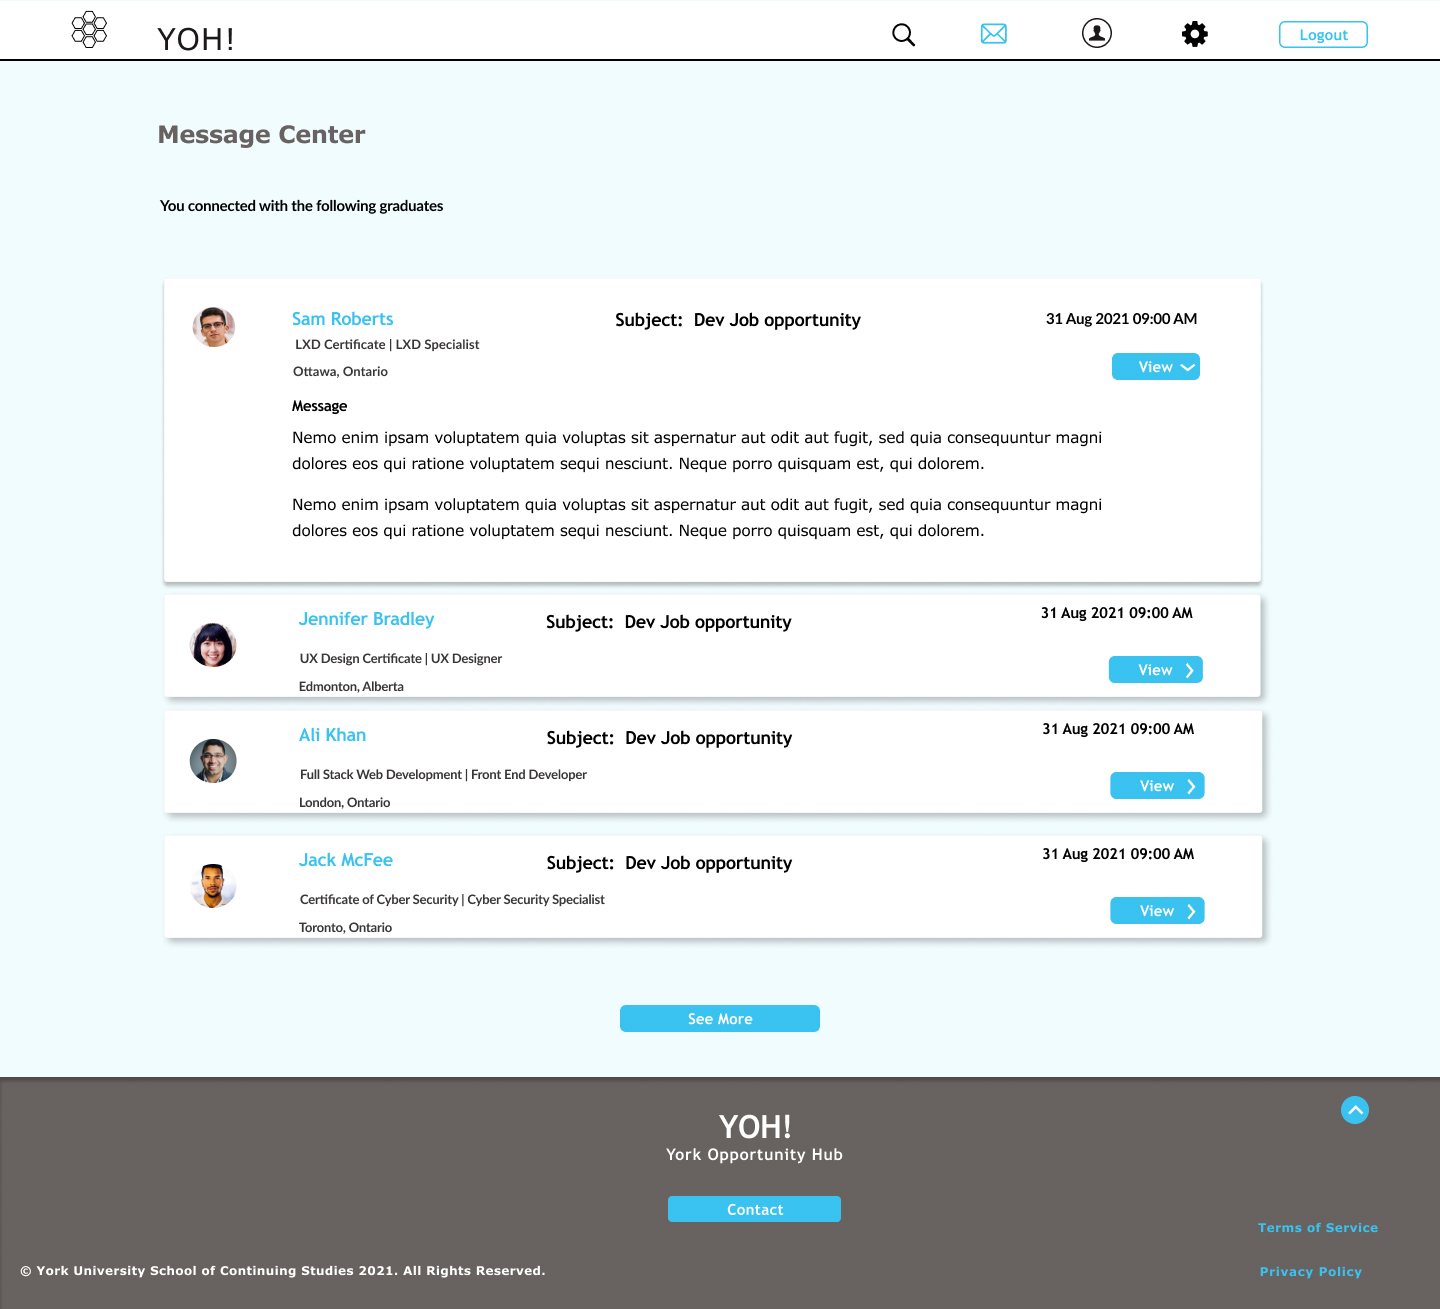 YOH!
Logout
Message Center
You connected with the following graduates
Sam Roberts
Subject: Dev Job opportunity
31 Aug 2021 09:00 AM
LXD Certificate | LXD Specialist
View
Ottawa, Ontario
Message
Nemo enim ipsam voluptatem quia voluptas sit aspernatur aut odit aut fugit, sed quia consequuntur magni
dolores eos qui ratione voluptatem sequi nesciunt. Neque porro quisquam est, qui dolorem.
Nemo enim ipsam voluptatem quia voluptas sit aspernatur aut odit aut fugit, sed quia consequuntur magni
dolores eos qui ratione voluptatem sequi nesciunt. Neque porro quisquam est, qui dolorem.
Jennifer Bradley
Subject: Dev Job opportunity
31 Aug 2021 09:00 AM
UX Design Certificate | UX Designer
View
Edmonton, Alberta
Ali Khan
Subject: Dev Job opportunity
31 Aug 2021 09:00 AM
Full Stack Web Development | Front End Developer
View
London, Ontario
Jack McFee
Subject: Dev Job opportunity
31 Aug 2021 09:00 AM
Certificate of Cyber Security | Cyber Security Specialist
View
Toronto, Ontario
See More
YOH!
York Opportunity Hub
Contact
Terms of Service
© York University School of Continuing Studies 2021. All Rights Reserved.
Privacy Policy